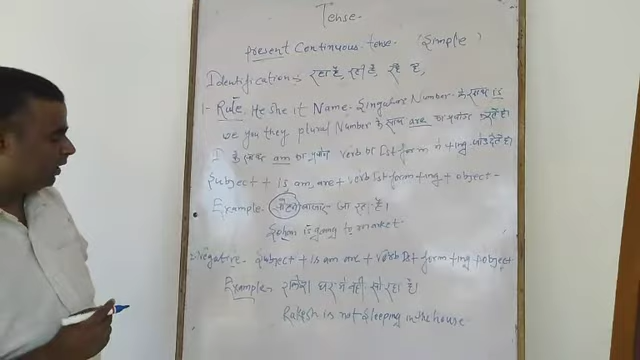 Tense.
present Continuous tense. (Simple)
Identification :- रहा है, रही है, रहे है,
1- Rule. He She it Name. Singular Number. के साथ is
we you they plural Number के साथ are का प्रयोग करते है।
I के साथ am का प्रयोग verb की Ist form में +ing जोड़ देते है।
Subject + is am, are + verb Ist form + ing + object -
Example. सोहन बाजार जा रहा है।
Sohan is going to market.
Negative. Subject + is am are + verb Ist form + ing + object
Example. राकेश घर में नही सो रहा है।
Rakesh is not sleeping in the house